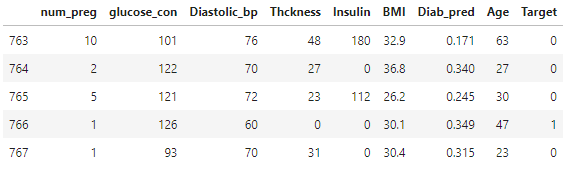 num_preg glucose_con Diastolic_bp Thckness Insulin BMI Diab_pred Age Target
763 10 101 76 48 180 32.9 0.171 63 0
764 2 122 70 27 0 36.8 0.340 27 0
765 5 121 72 23 112 26.2 0.245 30 0
766 1 126 60 0 0 30.1 0.349 47 1
767 1 93 70 31 0 30.4 0.315 23 0